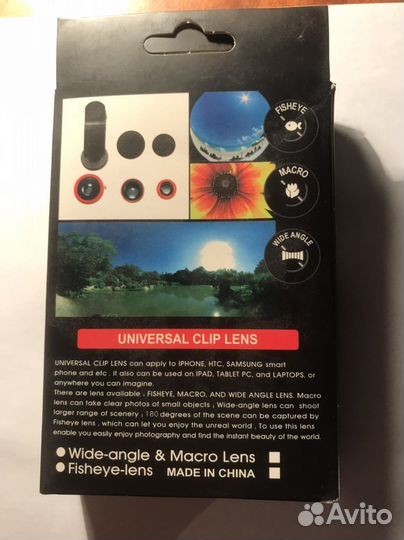 FISHEYE
MACRO
WIDE ANGLE
UNIVERSAL CLIP LENS
UNIVERSAL CLIP LENS can apply to IPHONE, HTC, SAMSUNG smart
phone and etc . it also can be used on IPAD, TABLET PC, and LAPTOPS. or
anywhere you can imagine.
There are lens available , FISHEYE, MACRO, AND WIDE ANGLE LENS. Macro
lens can take clear photos of small objects , Wide-angle lens can shoot
larger range of scenery , 180 degrees of the scene can be captured by
Fisheye lens , which can let you enjoy the unreal world , To use this lens
enable you easily enjoy photography and find the instant beauty of the world.
Wide-angle & Macro Lens
Fisheye-lens MADE IN CHINA
Avito